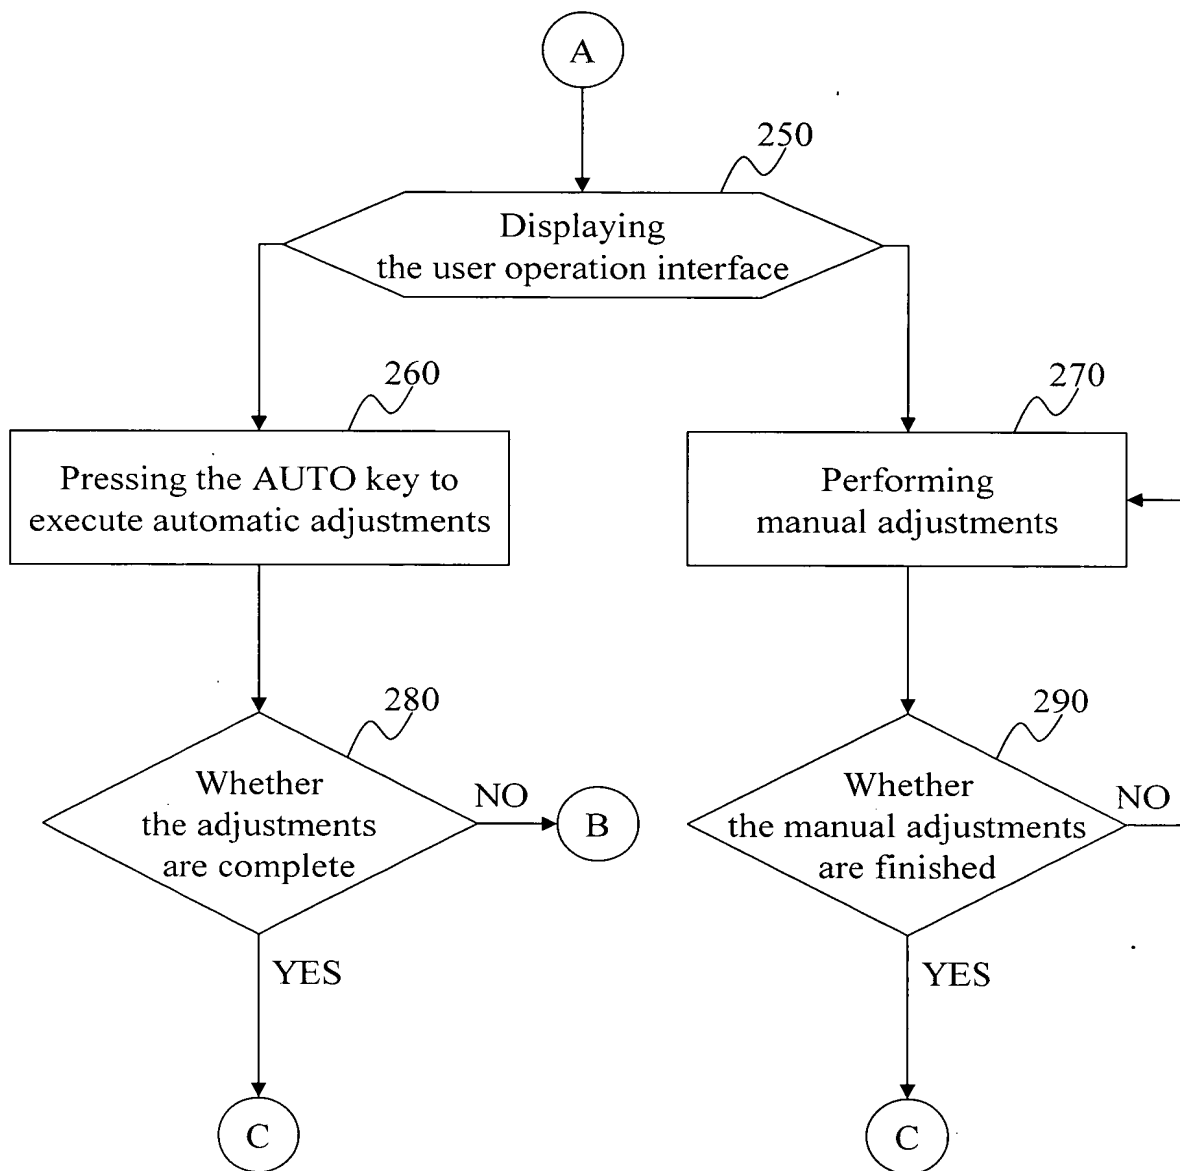 A
250
Displaying
the user operation interface
260
Pressing the AUTO key to
execute automatic adjustments
270
Performing
manual adjustments
280
Whether
the adjustments
are complete
NO
B
YES
C
290
Whether
the manual adjustments
are finished
NO
YES
C